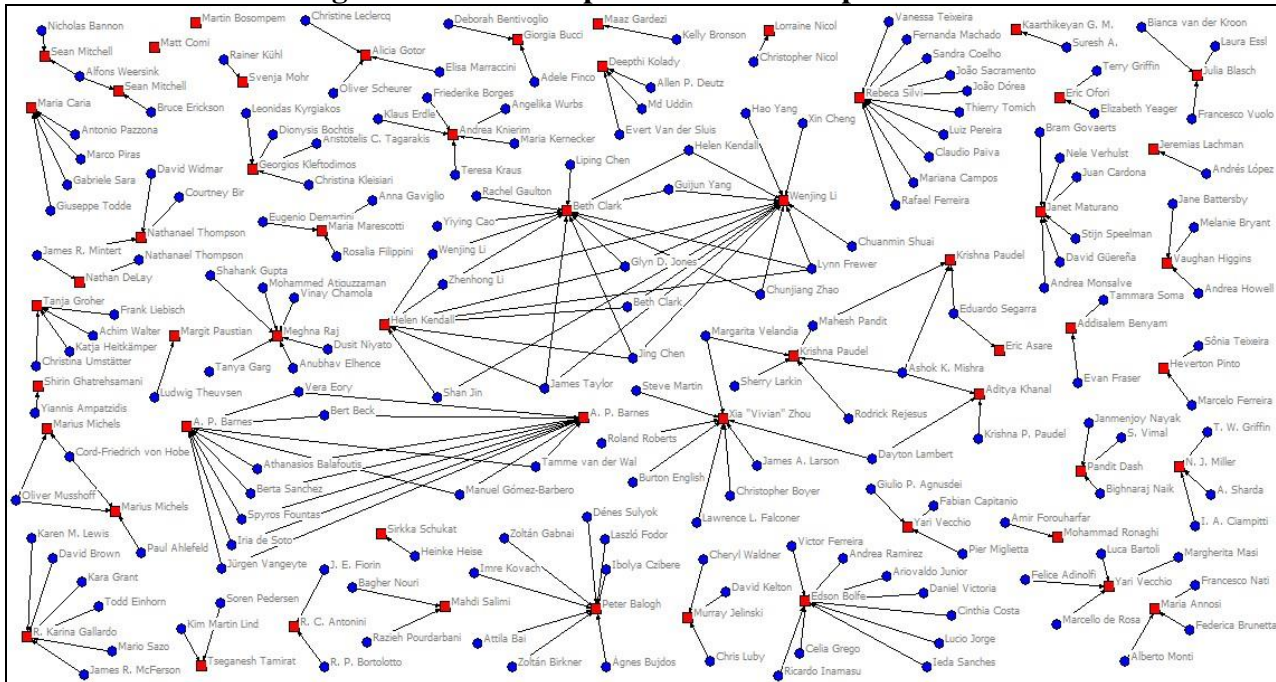 Nicholas Bannon
Martin Bosompem
Christine Leclercq
Deborah Bentivoglio
Maaz Gardezi
Lorraine Nicol
Vanessa Teixeira
Kaarthikeyan G. M.
Bianca van der Kroon
Fernanda Machado
Laura Essl
Matt Comi
Giorgia Bucci
Kelly Bronson
Suresh A.
Sean Mitchell
Rainer Kühl
Alicia Gotor
Sandra Coelho
Christopher Nicol
Deepthi Kolady
João Sacramento
Terry Griffin
Julia Blasch
Alfons Weersink
Svenja Mohr
Elisa Marraccini
Adele Finco
Allen P. Deutz
João Dórea
Sean Mitchell
Oliver Scheurer
Rebeca Silvi
Eric Ofori
Friederike Borges
Md Uddin
Hao Yang
Maria Caria
Bruce Erickson
Leonidas Kyrgiakos
Klaus Erdle
Angelika Wurbs
Thierry Tomich
Elizabeth Yeager
Francesco Vuolo
Xin Cheng
Dionysis Bochtis
Andrea Knierim
Evert Van der Sluis
Luiz Pereira
Bram Govaerts
Antonio Pazzona
Aristotelis C. Tagarakis
Maria Kernecker
Helen Kendall
Claudio Paiva
Nele Verhulst
Jeremias Lachman
Marco Piras
David Widmar
Georgios Kleftodimos
Liping Chen
Juan Cardona
Andrés López
Gabriele Sara
Courtney Bir
Christina Kleisiari
Teresa Kraus
Guijun Yang
Mariana Campos
Rachel Gaulton
Wenjing Li
Giuseppe Todde
Anna Gaviglio
Beth Clark
Rafael Ferreira
Janet Maturano
Jane Battersby
Eugenio Demartini
Yiying Cao
Melanie Bryant
Nathanael Thompson
Maria Marescotti
Stijn Speelman
James R. Mintert
Rosalia Filippini
Wenjing Li
Chuanmin Shuai
Nathanael Thompson
Glyn D. Jones
Lynn Frewer
Krishna Paudel
David Güereña
Vaughan Higgins
Shahank Gupta
Nathan DeLay
Zhenhong Li
Andrea Monsalve
Andrea Howell
Mohammed Atiquzzaman
Chunjiang Zhao
Tammara Soma
Tanja Groher
Vinay Chamola
Beth Clark
Eduardo Segarra
Frank Liebisch
Helen Kendall
Mahesh Pandit
Addisalem Benyam
Achim Walter
Margit Paustian
Meghna Raj
Margarita Velandia
Sônia Teixeira
Katja Heitkämper
Dusit Niyato
Eric Asare
Christina Umstätter
Tanya Garg
Anubhav Elhence
Jing Chen
Krishna Paudel
Heverton Pinto
Shirin Ghatrehsamani
Ashok K. Mishra
Ludwig Theuvsen
Vera Eory
Shan Jin
James Taylor
Steve Martin
Sherry Larkin
Aditya Khanal
Evan Fraser
Yiannis Ampatzidis
Marcelo Ferreira
Marius Michels
A. P. Barnes
Bert Beck
A. P. Barnes
Xia "Vivian" Zhou
Rodrick Rejesus
Janmenjoy Nayak
T. W. Griffin
Krishna P. Paudel
S. Vimal
Roland Roberts
Cord-Friedrich von Hobe
Athanasios Balafoutis
Tamme van der Wal
James A. Larson
Dayton Lambert
N. J. Miller
Burton English
Pandit Dash
Berta Sanchez
Manuel Gómez-Barbero
Giulio P. Agnusdei
Bighnaraj Naik
A. Sharda
Oliver Musshoff
Christopher Boyer
Fabian Capitanio
Marius Michels
Spyros Fountas
Lawrence L. Falconer
Dénes Sulyok
Iria de Soto
Sirkka Schukat
Yari Vecchio
Amir Forouharfar
I. A. Ciampitti
Karen M. Lewis
Zoltán Gabnai
László Fodor
Victor Ferreira
Mohammad Ronaghi
Paul Ahlefeld
Heinke Heise
Pier Miglietta
David Brown
Jürgen Vangeyte
J. E. Fiorin
Ibolya Czibere
Cheryl Waldner
Andrea Ramirez
Luca Bartoli
Margherita Masi
Kara Grant
Bagher Nouri
Imre Kovach
Ariovaldo Junior
Felice Adinolfi
Yari Vecchio
David Kelton
Daniel Victoria
Francesco Nati
Todd Einhorn
Soren Pedersen
Mahdi Salimi
Peter Balogh
Edson Bolfe
Cinthia Costa
Maria Annosi
R. Karina Gallardo
Kim Martin Lind
R. C. Antonini
Murray Jelinski
Marcello de Rosa
Federica Brunetta
Mario Sazo
Razieh Pourdarbani
Attila Bai
Lucio Jorge
Tseganesh Tamirat
R. P. Bortolotto
Zoltán Birkner
Chris Luby
Celia Grego
Alberto Monti
James R. McFerson
Ágnes Bujdos
Ricardo Inamasu
Ieda Sanches